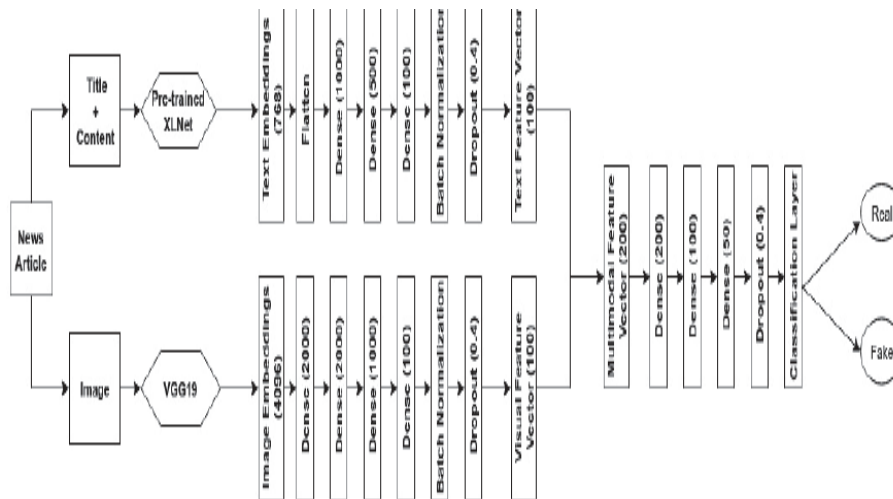 Title
+
Content
Pre-trained
XLNet
Text Embeddings
(768)
Flatten
Dense (1000)
Dense (500)
Dense (100)
Batch Normalization
Dropout (0.4)
Text Feature Vector
(100)
News
Article
Image
VGG19
Image Embeddings
(4096)
Dense (2000)
Dense (2000)
Dense (1000)
Dense (100)
Batch Normalization
Dropout (0.4)
Visual Feature
Vector (100)
Multimodal Feature
Vector (200)
Dense (200)
Dense (100)
Dense (50)
Dropout (0.4)
Classification Layer
Real
Fake